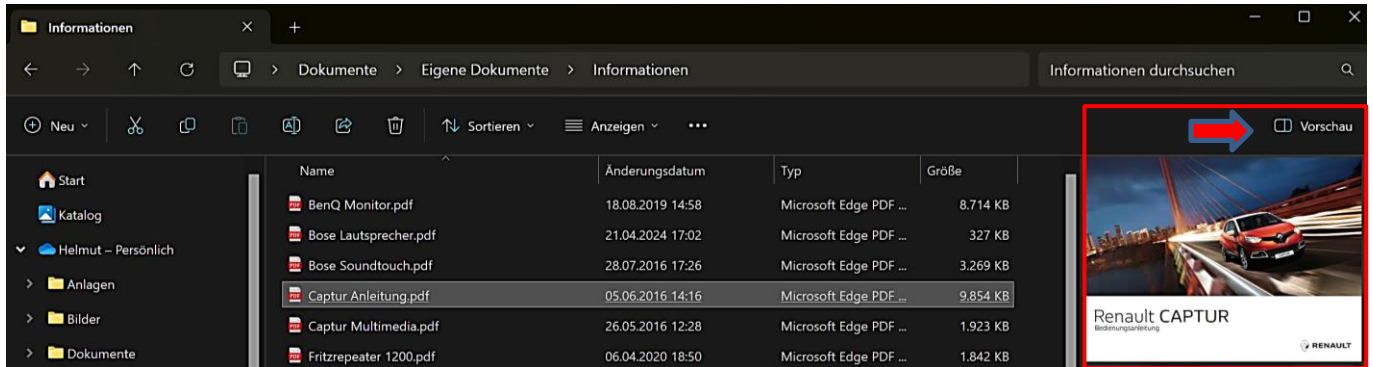 Informationen
Dokumente > Eigene Dokumente > Informationen
Informationen durchsuchen
Neu
Sortieren
Anzeigen
Vorschau
Name Änderungsdatum Typ Größe
Start
Katalog
Helmut – Persönlich
Anlagen
Bilder
Dokumente
BenQ Monitor.pdf 18.08.2019 14:58 Microsoft Edge PDF ... 8.714 KB
Bose Lautsprecher.pdf 21.04.2024 17:02 Microsoft Edge PDF ... 327 KB
Bose Soundtouch.pdf 28.07.2016 17:26 Microsoft Edge PDF ... 3.269 KB
Captur Anleitung.pdf 05.06.2016 14:16 Microsoft Edge PDF ... 9.854 KB
Captur Multimedia.pdf 26.05.2016 12:28 Microsoft Edge PDF ... 1.923 KB
Fritzrepeater 1200.pdf 06.04.2020 18:50 Microsoft Edge PDF ... 1.842 KB
Renault CAPTUR
Bedienungsanleitung
RENAULT